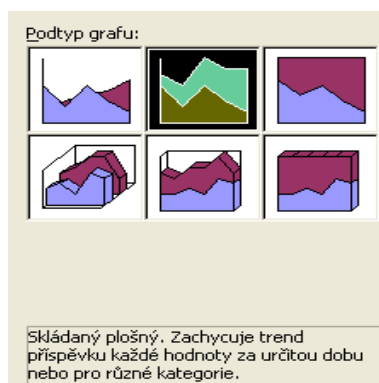 Podtyp grafu:
Skládaný plošný. Zachycuje trend
příspěvku každé hodnoty za určitou dobu
nebo pro různé kategorie.